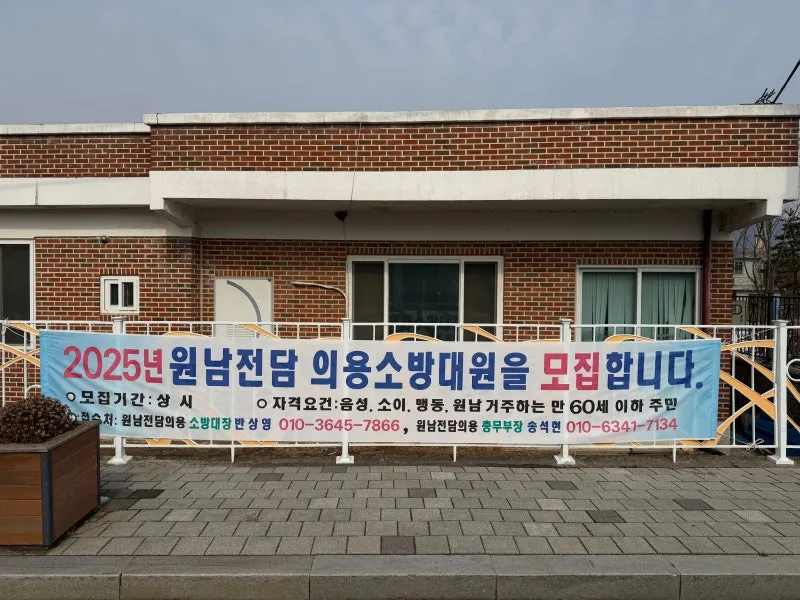 2025년 원남전담 의용소방대원을 모집합니다.
o 모집기간: 상 시 o 자격요건: 음성, 소이, 맹동, 원남 거주하는 만 60세 이하 주민
접수처: 원남전담의용 소방대장 반상영 010-3645-7866, 원남전담의용 총무부장 송석현 010-6341-7134